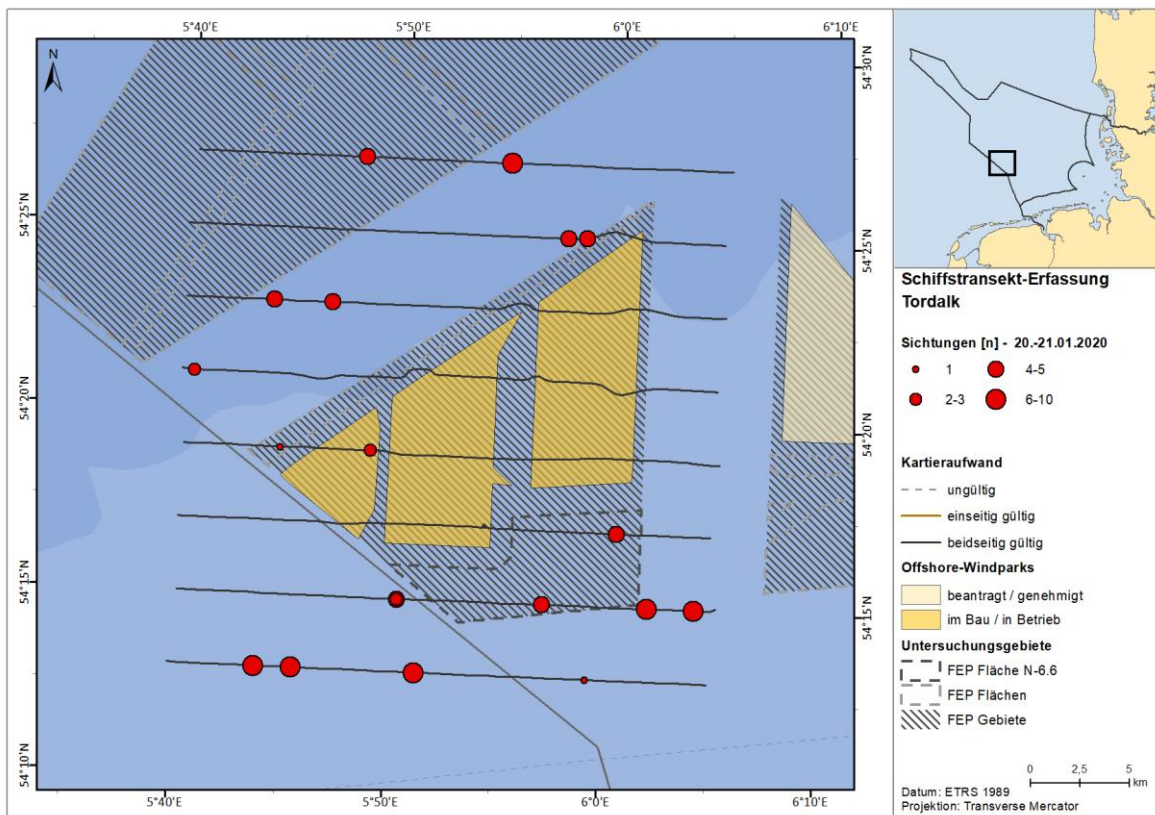 5°40'E 5°50'E 6°0'E 6°10'E
N
54°30'N
54°25'N
54°25'N
54°20'N
54°20'N
54°15'N
54°15'N
54°10'N
5°40'E 5°50'E 6°0'E 6°10'E
Schiffstransekt-Erfassung
Tordalk
Sichtungen [n] - 20.-21.01.2020
1 4-5
2-3 6-10
Kartieraufwand
ungültig
einseitig gültig
beidseitig gültig
Offshore-Windparks
beantragt / genehmigt
im Bau / in Betrieb
Untersuchungsgebiete
FEP Fläche N-6.6
FEP Flächen
FEP Gebiete
0 2,5 5
km
Datum: ETRS 1989
Projektion: Transverse Mercator